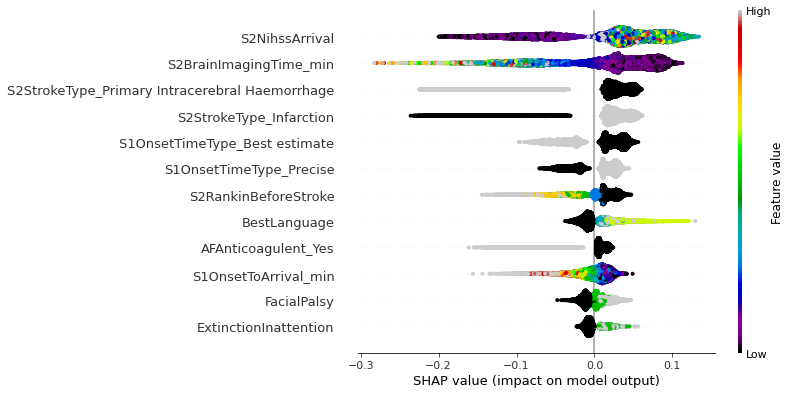 High
S2NihssArrival
S2BrainImagingTime_min
S2StrokeType_Primary Intracerebral Haemorrhage
S2StrokeType_Infarction
S1OnsetTimeType_Best estimate
S1OnsetTimeType_Precise
S2RankinBeforeStroke
BestLanguage
AFAnticoagulent_Yes
S1OnsetToArrival_min
FacialPalsy
ExtinctionInattention
Feature value
Low
−0.3 −0.2 −0.1 0.0 0.1
SHAP value (impact on model output)